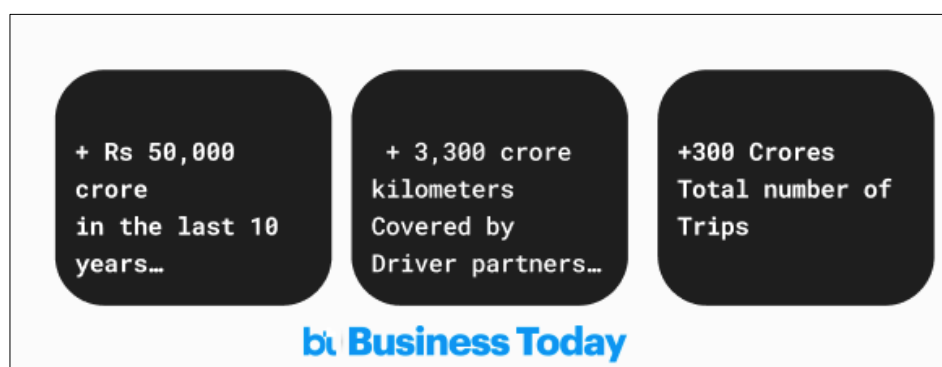 + Rs 50,000
crore
in the last 10
years…
+ 3,300 crore
kilometers
Covered by
Driver partners…
+300 Crores
Total number of
Trips
Business Today